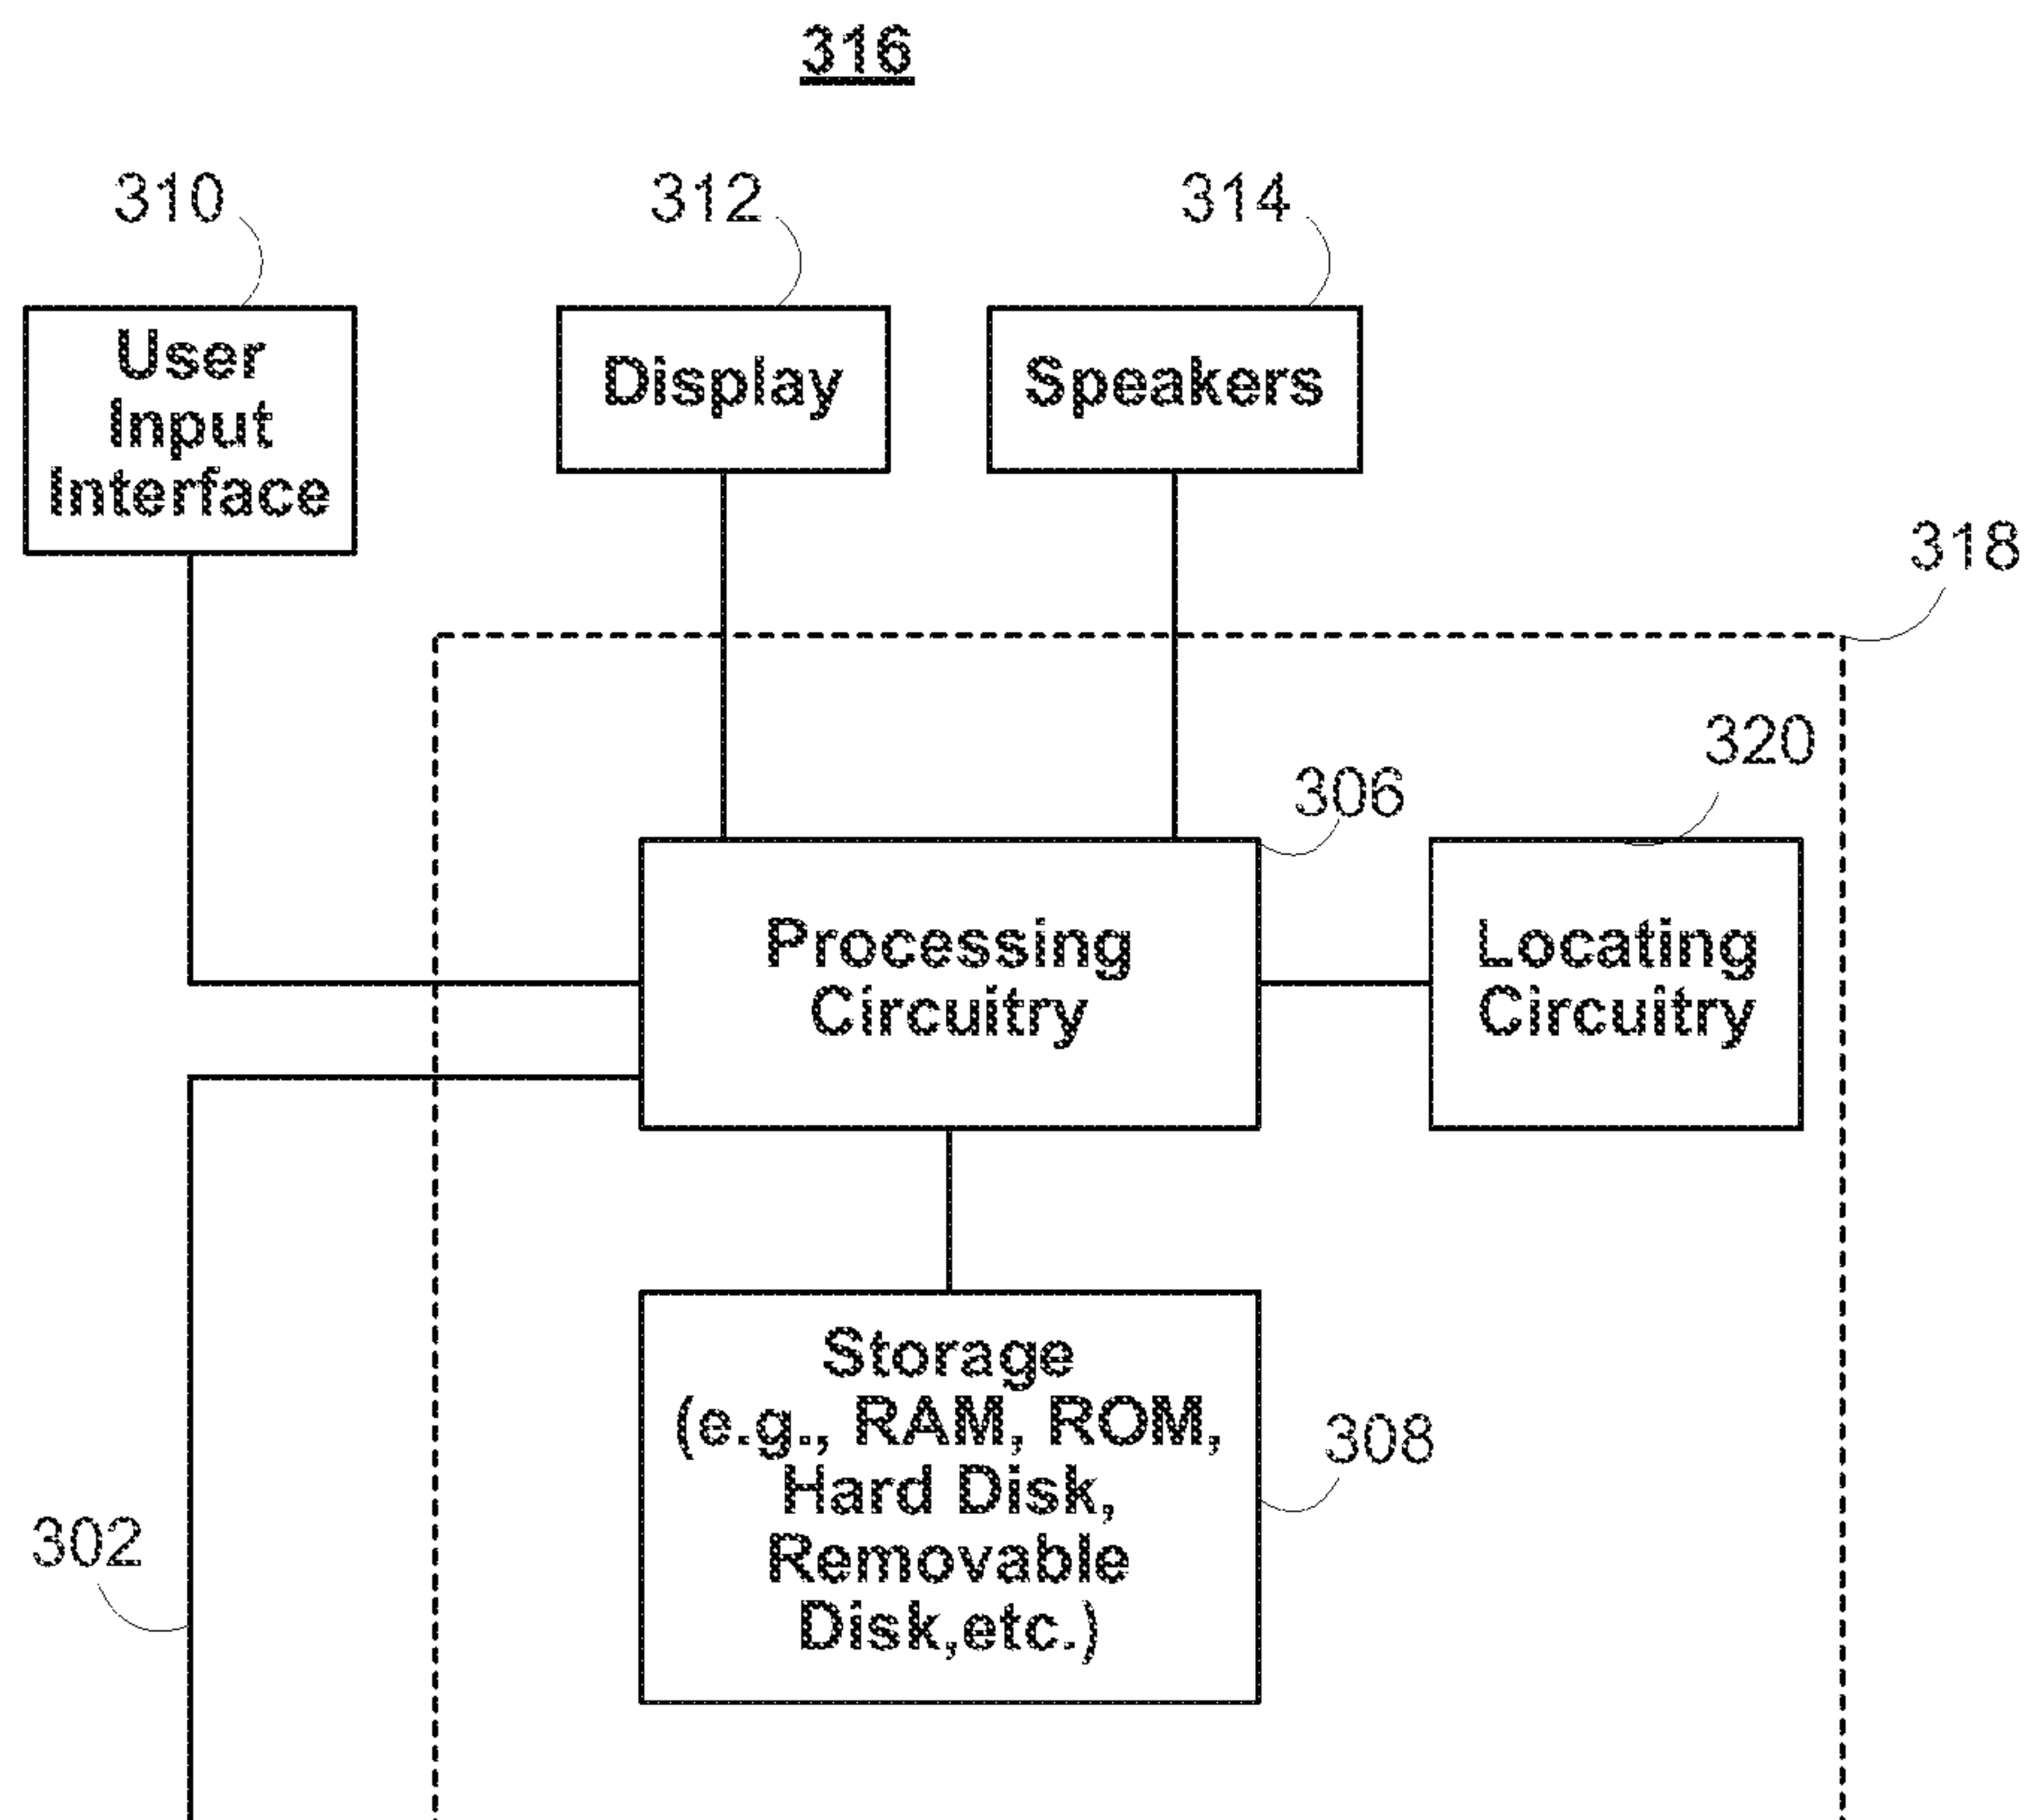 316
310
312
314
User
Input
Interface
Display
Speakers
318
320
306
Processing
Circuitry
Locating
Circuitry
Storage
(e.g., RAM, ROM,
Hard Disk,
Removable
Disk,etc.)
308
302